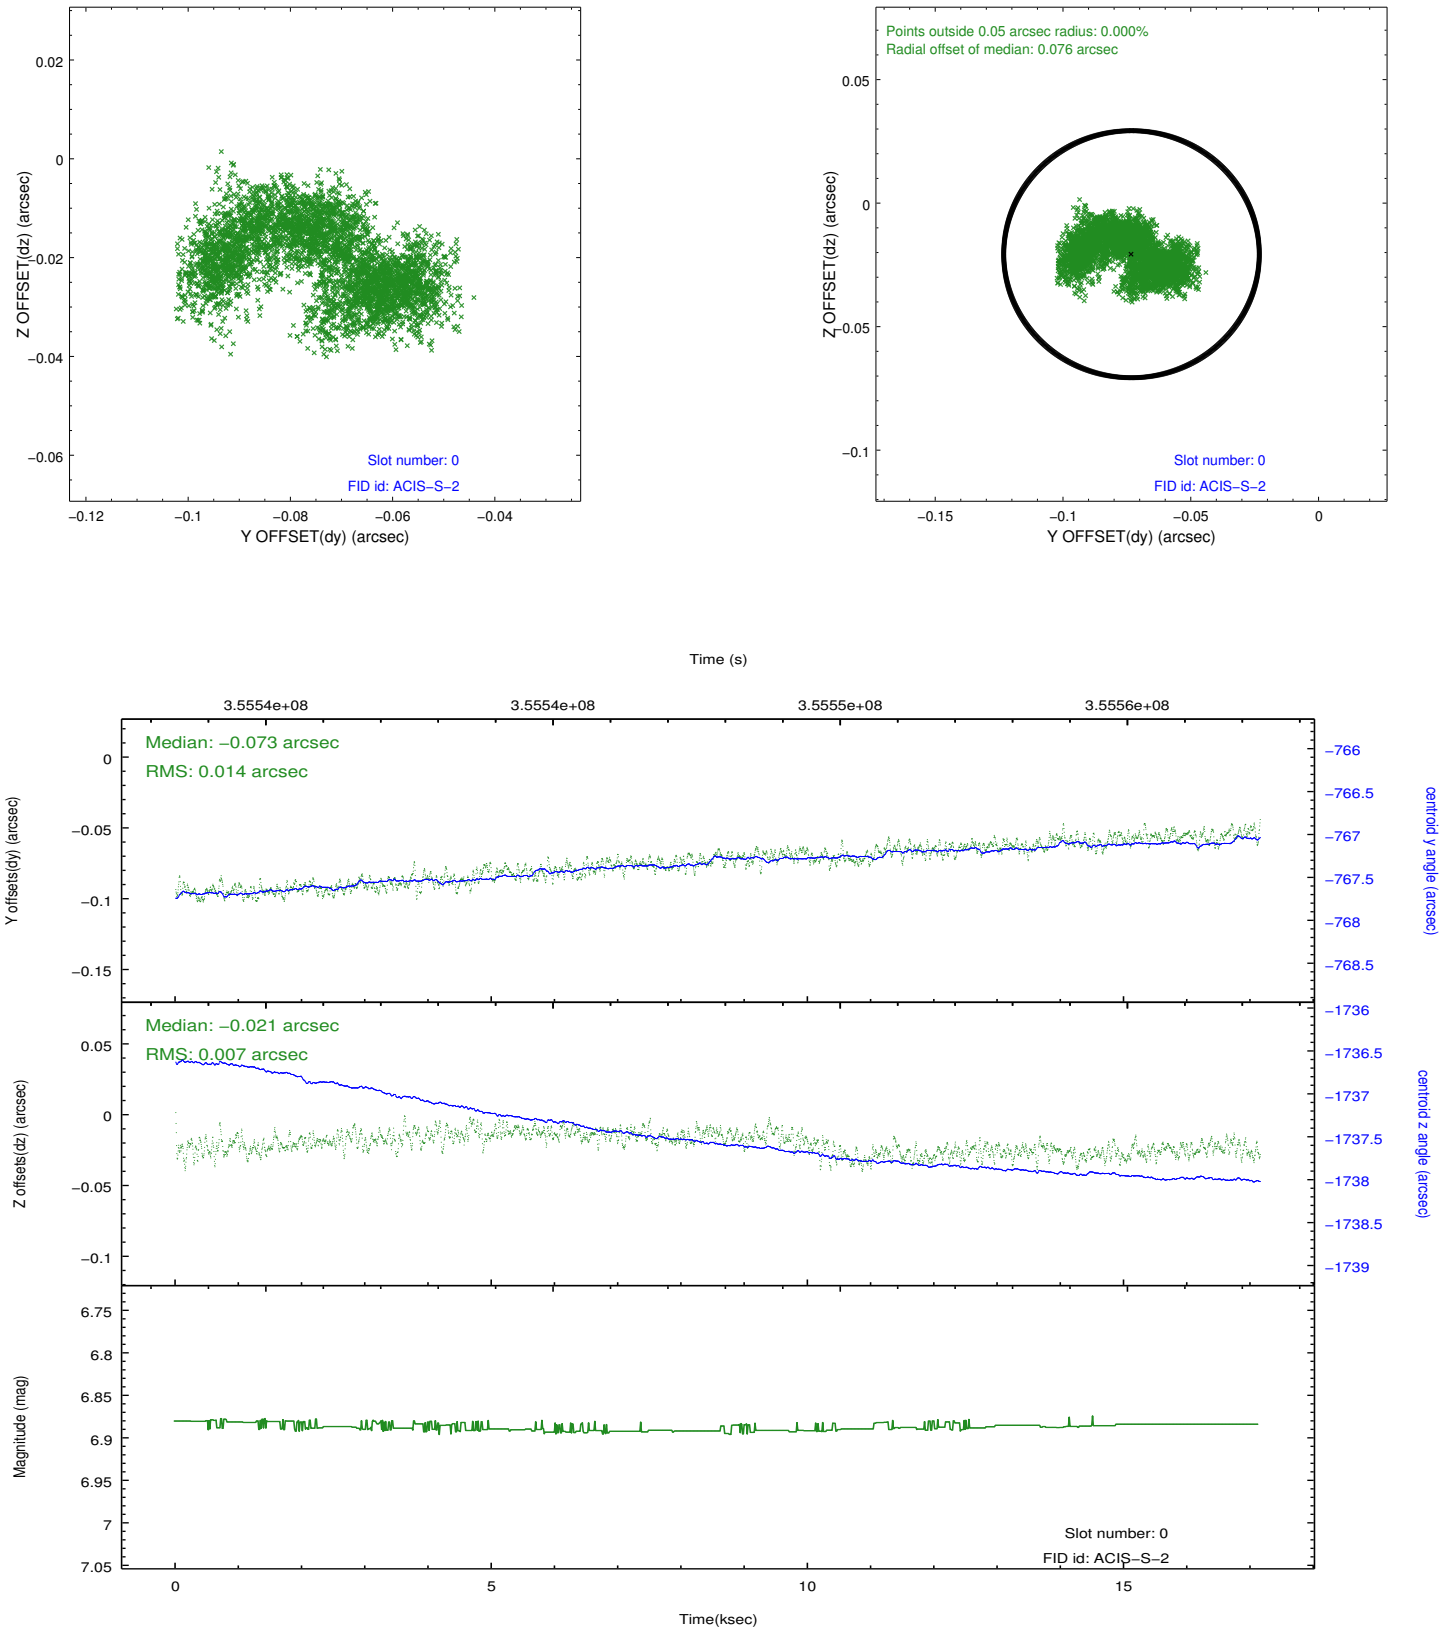 0.02
0
−0.02
−0.04
−0.06
Z OFFSET(dz) (arcsec)
Slot number: 0
FID id: ACIS−S−2
−0.12
−0.1
−0.08
−0.06
−0.04
Y OFFSET(dy) (arcsec)
Points outside 0.05 arcsec radius: 0.000%
Radial offset of median: 0.076 arcsec
0.05
0
−0.05
−0.1
Z OFFSET(dz) (arcsec)
Slot number: 0
FID id: ACIS−S−2
−0.15
−0.1
−0.05
0
Y OFFSET(dy) (arcsec)
Time (s)
3.5554e+08
3.5554e+08
3.5555e+08
3.5556e+08
Median: −0.073 arcsec
RMS: 0.014 arcsec
0
−0.05
−0.1
−0.15
Y offsets(dy) (arcsec)
−766
−766.5
−767
−767.5
−768
−768.5
centroid y angle (arcsec)
Median: −0.021 arcsec
RMS: 0.007 arcsec
0.05
0
−0.05
−0.1
Z offsets(dz) (arcsec)
−1736
−1736.5
−1737
−1737.5
−1738
−1738.5
−1739
centroid z angle (arcsec)
6.75
6.8
6.85
6.9
6.95
7
7.05
Magnitude (mag)
Slot number: 0
FID id: ACIS−S−2
0
5
10
15
Time(ksec)